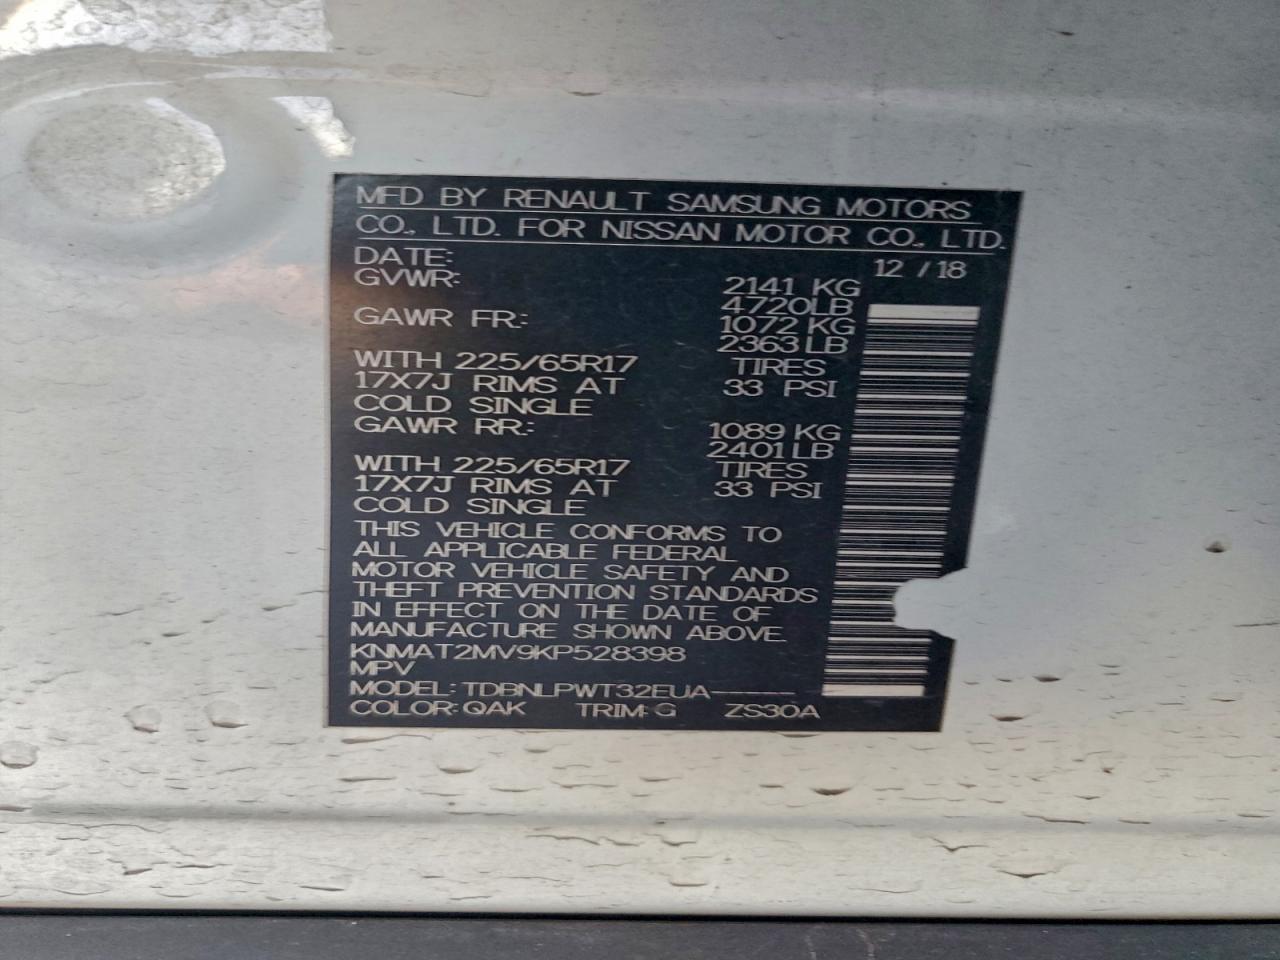 MFD BY RENAULT SAMSUNG MOTORS
CO., LTD. FOR NISSAN MOTOR CO., LTD.
DATE: 12 /18
GVWR: 2141 KG
4720LB
GAWR FR.: 1072 KG
2363LB
WITH 225/65R17 TIRES
17X7J RIMS AT 33 PSI
COLD SINGLE
GAWR RR.: 1089 KG
2401LB
WITH 225/65R17 TIRES
17X7J RIMS AT 33 PSI
COLD SINGLE
THIS VEHICLE CONFORMS TO
ALL APPLICABLE FEDERAL
MOTOR VEHICLE SAFETY AND
THEFT PREVENTION STANDARDS
IN EFFECT ON THE DATE OF
MANUFACTURE SHOWN ABOVE.
KNMAT2MV9KP528398
MPV
MODEL: TDBNLPWT32EUA-----
COLOR: QAK TRIM: G ZS30A